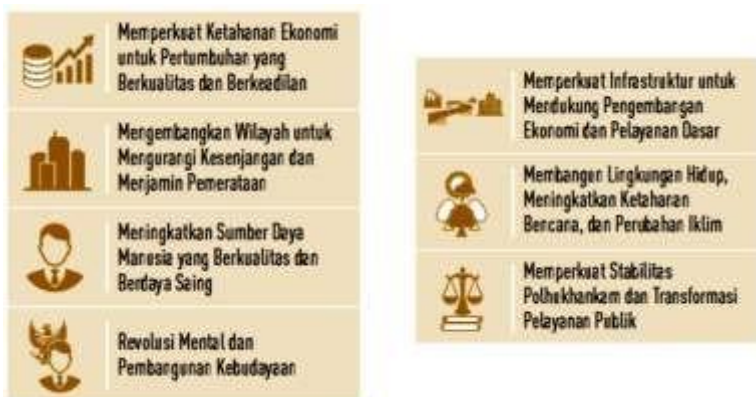 Memperkuat Ketahanan Ekonomi
untuk Pertumbuhan yang
Berkualitas dan Berkeadilan
Mengembangkan Wilayah untuk
Mengurangi Kesenjangan dan
Menjamin Pemerataan
Meningkatkan Sumber Daya
Manusia yang Berkualitas dan
Berdaya Saing
Revolusi Mental dan
Pembangunan Kebudayaan
Memperkuat Infrastruktur untuk
Mendukung Pengembangan
Ekonomi dan Pelayanan Dasar
Membangun Lingkungan Hidup,
Meningkatkan Ketahanan
Bencana, dan Perubahan Iklim
Memperkuat Stabilitas
Polhukhankam dan Transformasi
Pelayanan Publik